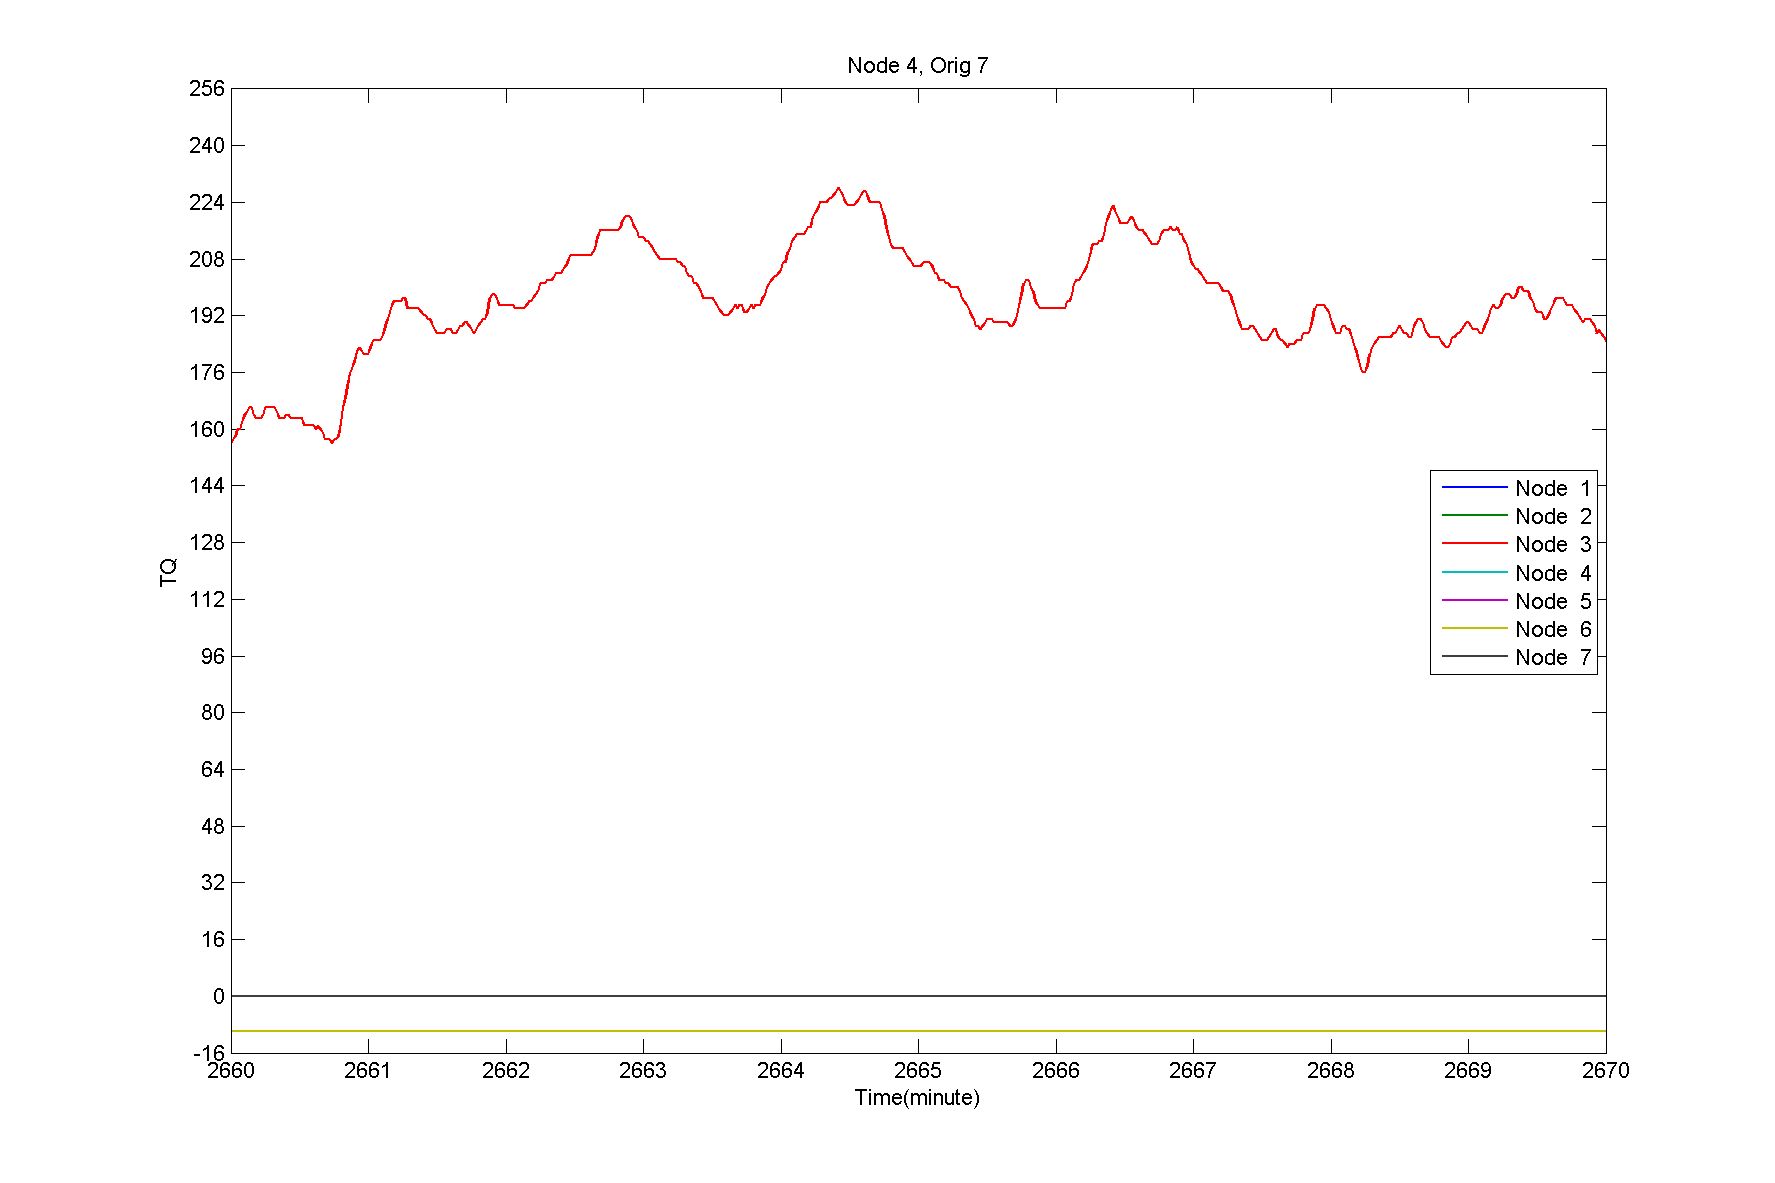 Node 4, Orig 7
256
240
224
208
192
176
160
144
128
112
96
80
64
48
32
16
0
-16
TQ
Node 1
Node 2
Node 3
Node 4
Node 5
Node 6
Node 7
2660 2661 2662 2663 2664 2665 2666 2667 2668 2669 2670
Time(minute)